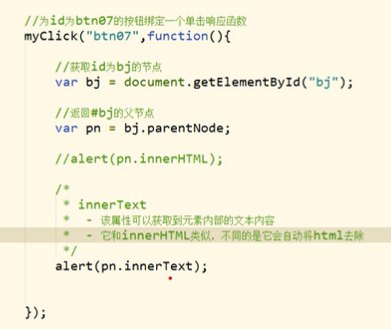 //为id为btn07的按钮绑定一个单击响应函数
myClick("btn07",function(){
//获取id为bj的节点
var bj = document.getElementById("bj");
//返回#bj的父节点
var pn = bj.parentNode;
//alert(pn.innerHTML);
/*
* innerText
* - 该属性可以获取到元素内部的文本内容
* - 它和innerHTML类似，不同的是它会自动将html去除
*/
alert(pn.innerText);
});